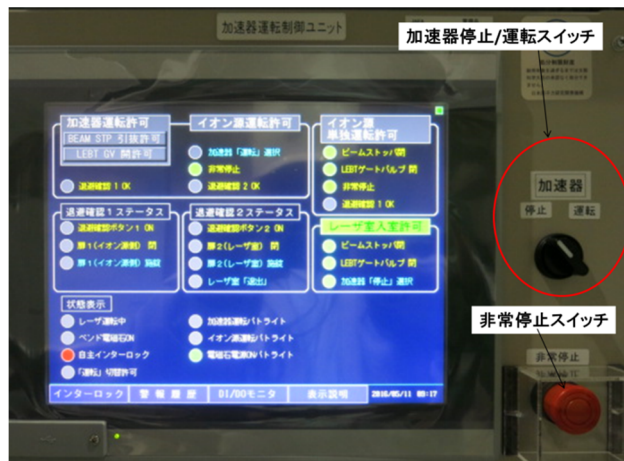 加速器運転制御ユニット
加速器停止/運転スイッチ
加速器運転許可
BEAM STP 引抜許可
LEBT GV 開許可
退避確認 1 OK
イオン源運転許可
加速器「運転」選択
非常停止
退避確認 2 OK
イオン源
単独運転許可
ビームストッパ閉
LEBTゲートバルブ 閉
非常停止
退避確認 1 OK
退避確認1ステータス
退避確認ボタン1 ON
扉1(イオン源側) 閉
扉1(イオン源側) 施錠
退避確認2ステータス
退避確認ボタン2 ON
扉2(レーザ室) 閉
扉2(レーザ室) 施錠
レーザ室「退出」
レーザ室入室許可
ビームストッパ閉
LEBTゲートバルブ 閉
加速器「停止」選択
状態表示
レーザ運転中
ベンド電磁石ON
自主インターロック
「運転」切替許可
加速器運転パトライト
イオン源運転パトライト
電磁石電源ONパトライト
インターロック
警 報 履 歴
DI/DOモニタ
表示説明
2016/05/11
加速器
停止
運転
非常停止スイッチ
非常停止